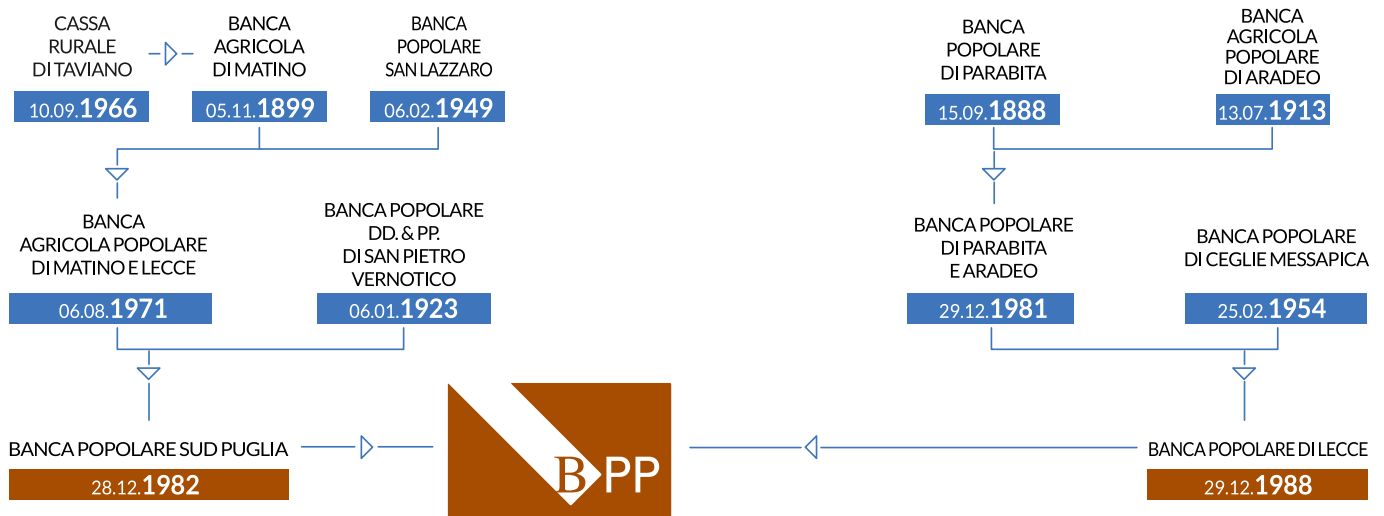 CASSA
RURALE
DI TAVIANO
10.09.1966
BANCA
AGRICOLA
DI MATINO
05.11.1899
BANCA
POPOLARE
SAN LAZZARO
06.02.1949
BANCA
POPOLARE
DI PARABITA
15.09.1888
BANCA
AGRICOLA
POPOLARE
DI ARADEO
13.07.1913
BANCA
AGRICOLA POPOLARE
DI MATINO E LECCE
06.08.1971
BANCA POPOLARE
DD. & PP.
DI SAN PIETRO
VERNOTICO
06.01.1923
BANCA POPOLARE
DI PARABITA
E ARADEO
29.12.1981
BANCA POPOLARE
DI CEGLIE MESSAPICA
25.02.1954
BANCA POPOLARE SUD PUGLIA
28.12.1982
BPP
BANCA POPOLARE DI LECCE
29.12.1988